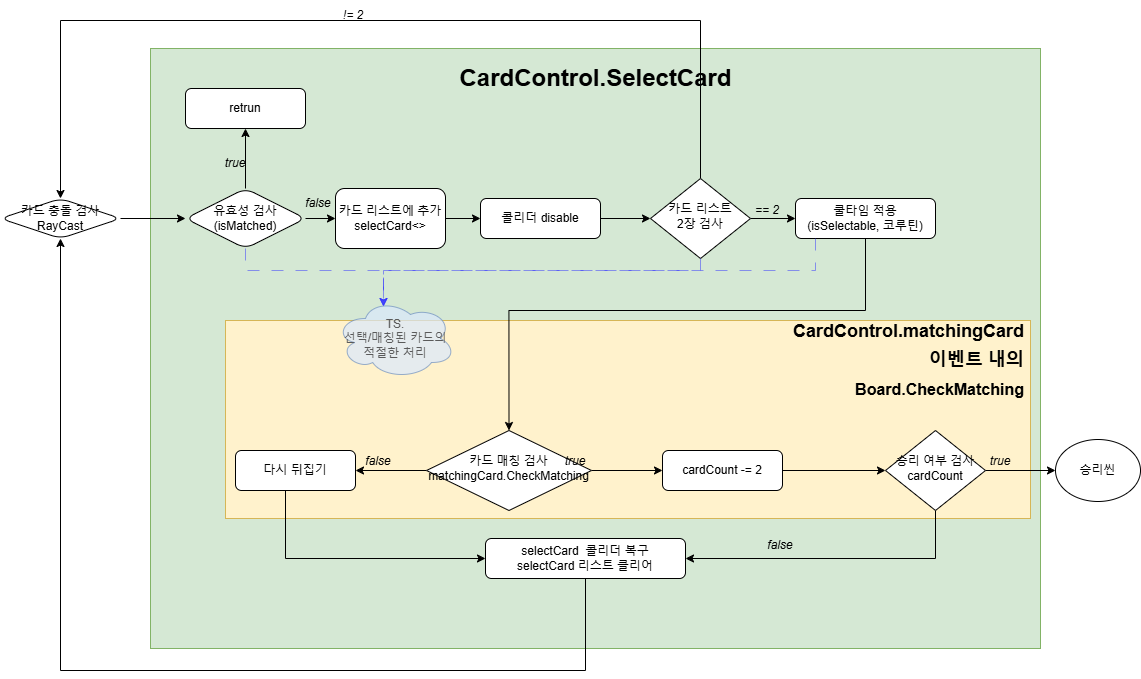 != 2
CardControl.SelectCard
retrun
true
카드 충돌 검사
RayCast
유효성 검사
(isMatched)
false
카드 리스트에 추가
selectCard<>
콜리더 disable
카드 리스트
2장 검사
== 2
쿨타임 적용
(isSelectable, 코루틴)
TS.
선택/매칭된 카드의
적절한 처리
CardControl.matchingCard
이벤트 내의
Board.CheckMatching
다시 뒤집기
false
카드 매칭 검사
matchingCard.CheckMatching
true
cardCount -= 2
승리 여부 검사
cardCount
true
승리씬
selectCard 콜리더 복구
selectCard 리스트 클리어
false